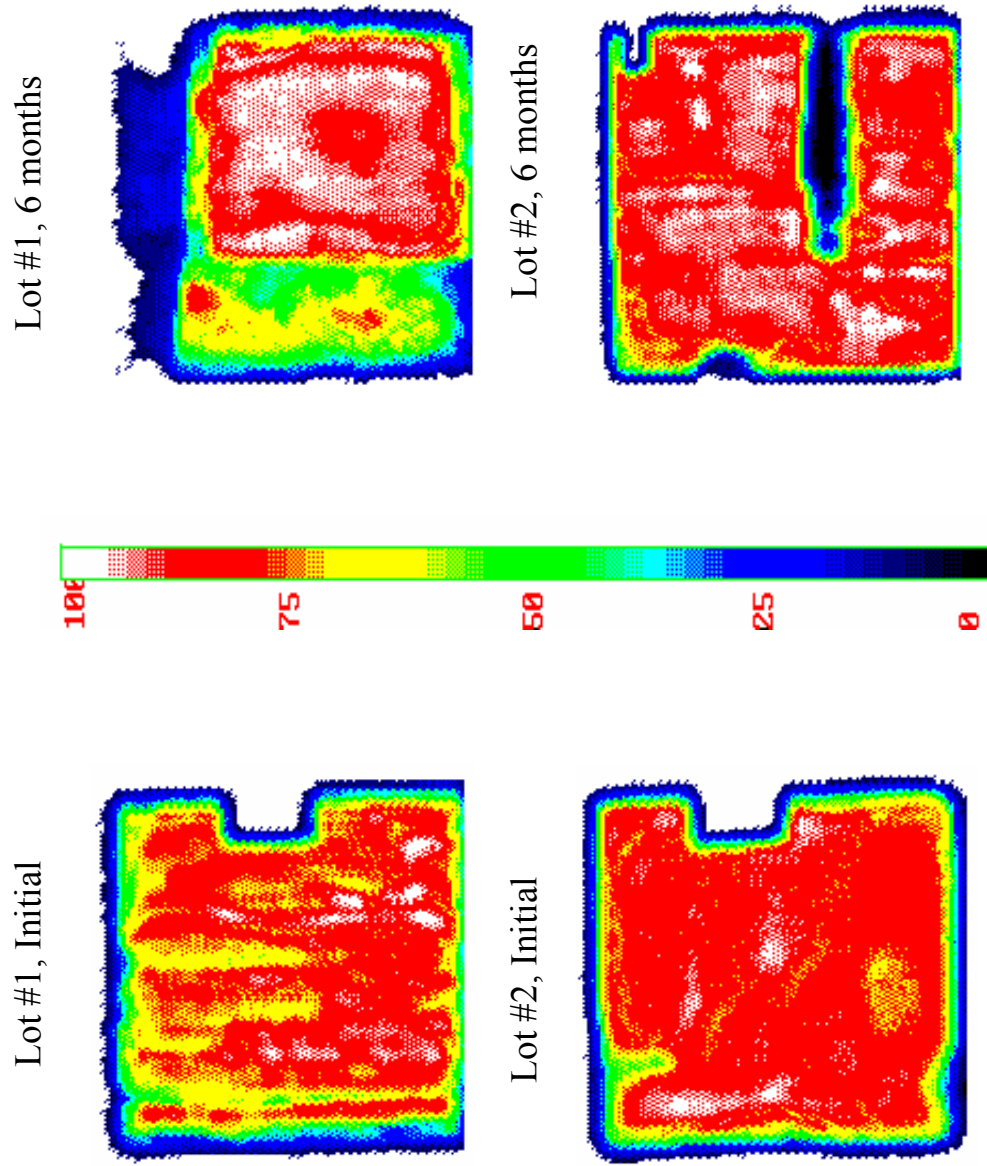 Lot #1, Initial
Lot #1, 6 months
100
75
50
25
0
Lot #2, Initial
Lot #2, 6 months